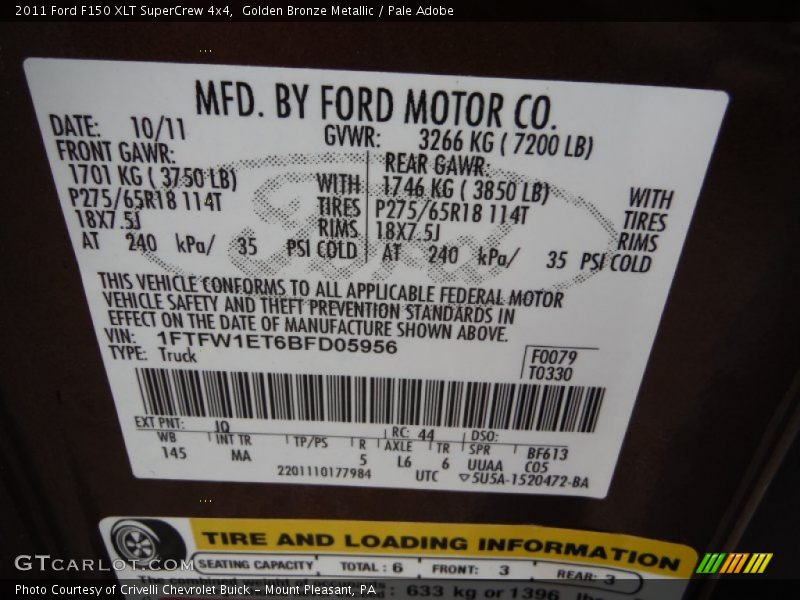 2011 Ford F150 XLT SuperCrew 4x4,  Golden Bronze Metallic / Pale Adobe
MFD. BY FORD MOTOR CO.
DATE: 10/11 GVWR: 3266 KG ( 7200 LB)
FRONT GAWR: REAR GAWR:
1701 KG ( 3750 LB) WITH 1746 KG ( 3850 LB) WITH
P275/65R18 114T TIRES P275/65R18 114T TIRES
18X7.5J RIMS 18X7.5J RIMS
AT 240 kPa/ 35 PSI COLD AT 240 kPa/ 35 PSI COLD
THIS VEHICLE CONFORMS TO ALL APPLICABLE FEDERAL MOTOR
VEHICLE SAFETY AND THEFT PREVENTION STANDARDS IN
EFFECT ON THE DATE OF MANUFACTURE SHOWN ABOVE.
VIN: 1FTFW1ET6BFD05956
TYPE: Truck
F0079
T0330
EXT PNT: JQ RC: 44 DSO:
WB INT TR TP/PS R AXLE TR SPR BF613
145 MA 5 L6 6 UUAA C05
2201110177984 UTC ▽5U5A-1520472-BA
TIRE AND LOADING INFORMATION
SEATING CAPACITY TOTAL : 6 FRONT: 3 REAR: 3
The combined weight of
633 kg or 1396 lbs
GTCARLOT.COM
Photo Courtesy of Crivelli Chevrolet Buick – Mount Pleasant, PA